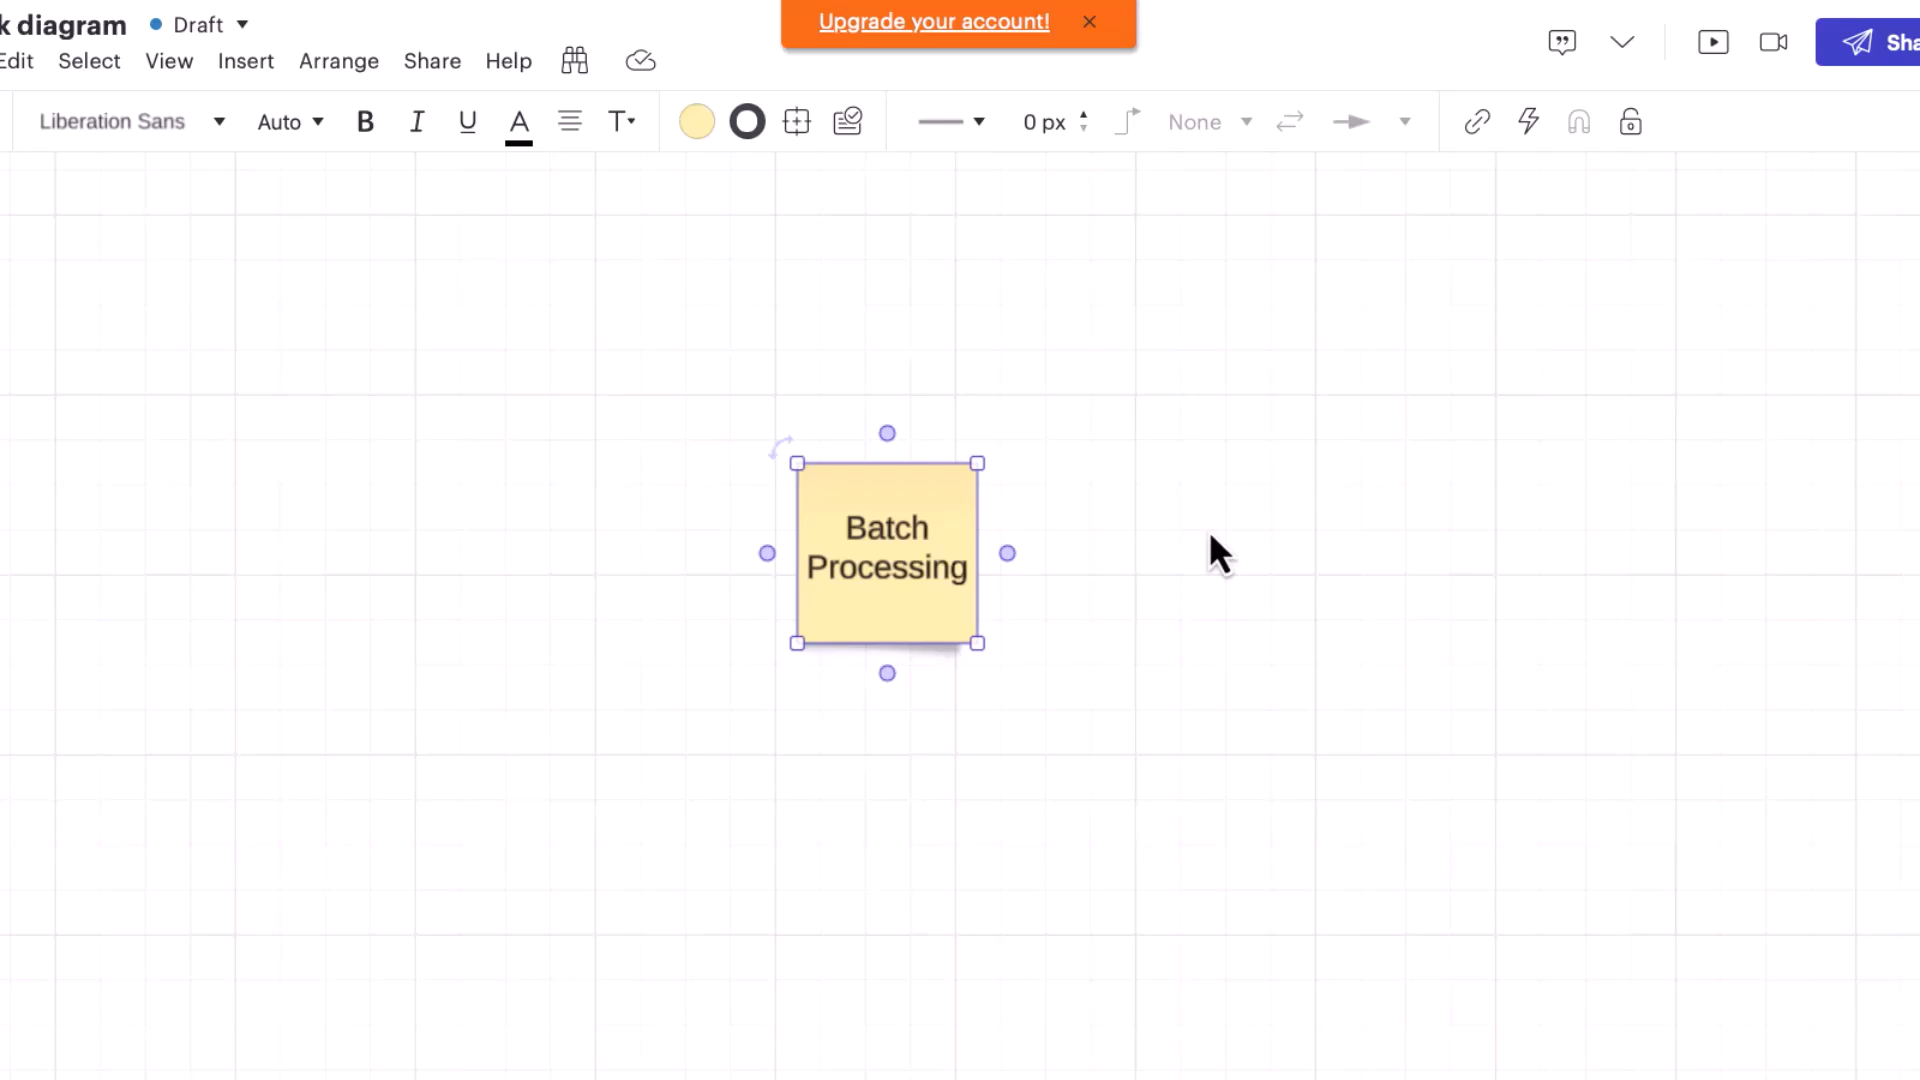 k diagram
Draft
Upgrade your account!
Edit Select View Insert Arrange Share Help
Sha
Liberation Sans
Auto
B I U A T
0 px
None
Batch
Processing